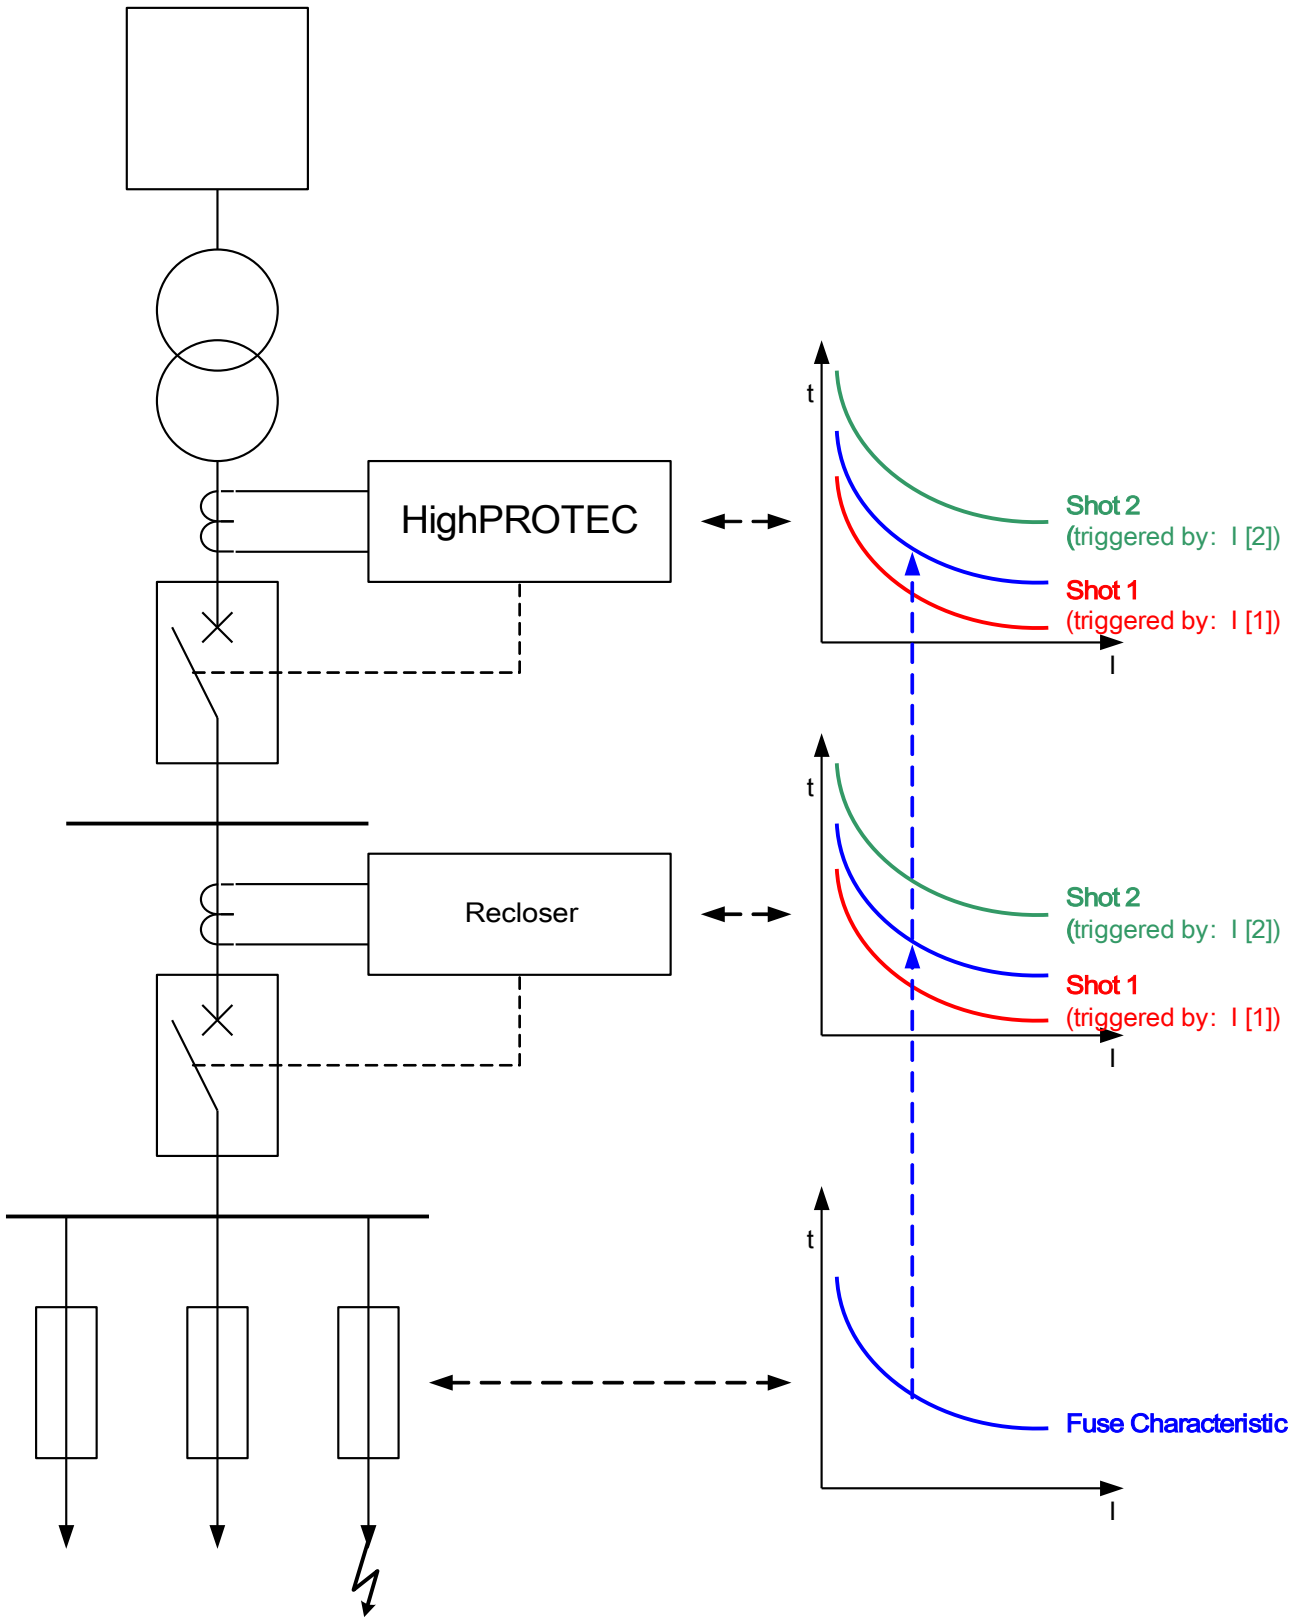 t
HighPROTEC
Shot 2
(triggered by: I [2])
Shot 1
(triggered by: I [1])
I
t
Recloser
Shot 2
(triggered by: I [2])
Shot 1
(triggered by: I [1])
I
t
Fuse Characteristic
I